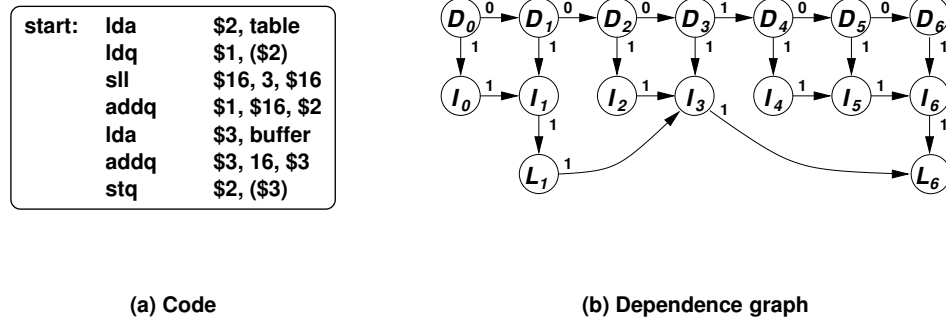 start: lda $2, table
ldq $1, ($2)
sll $16, 3, $16
addq $1, $16, $2
lda $3, buffer
addq $3, 16, $3
stq $2, ($3)
(a) Code
D0 0 D1 0 D2 0 D3 1 D4 0 D5 0 D6
1 1 1 1 1 1 1
I0 1 I1 I2 1 I3 I4 1 I5 1 I6
1 1 1
L1 1 L6
(b) Dependence graph